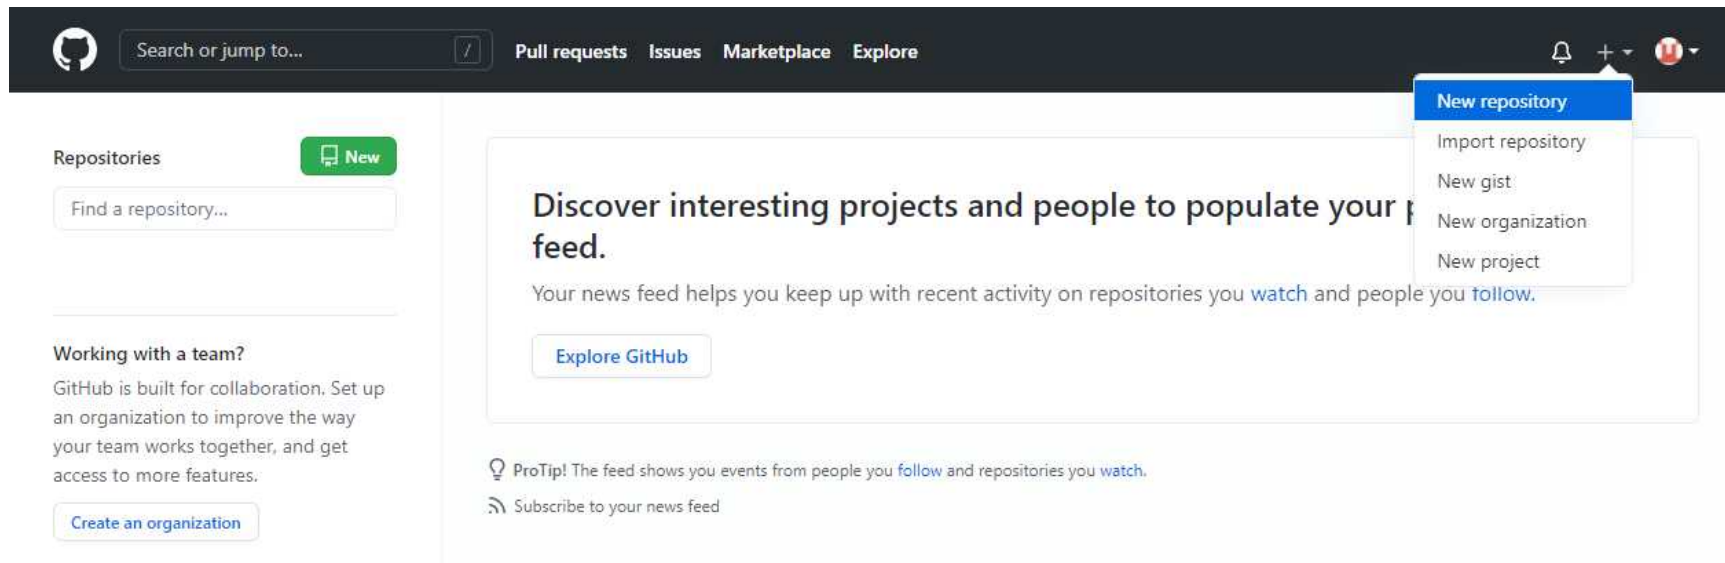 Search or jump to... /
Pull requests Issues Marketplace Explore
New repository
Import repository
New gist
New organization
New project
Repositories
New
Find a repository...
Working with a team?
GitHub is built for collaboration. Set up
an organization to improve the way
your team works together, and get
access to more features.
Create an organization
Discover interesting projects and people to populate your
feed.
Your news feed helps you keep up with recent activity on repositories you watch and people you follow.
Explore GitHub
ProTip! The feed shows you events from people you follow and repositories you watch.
Subscribe to your news feed